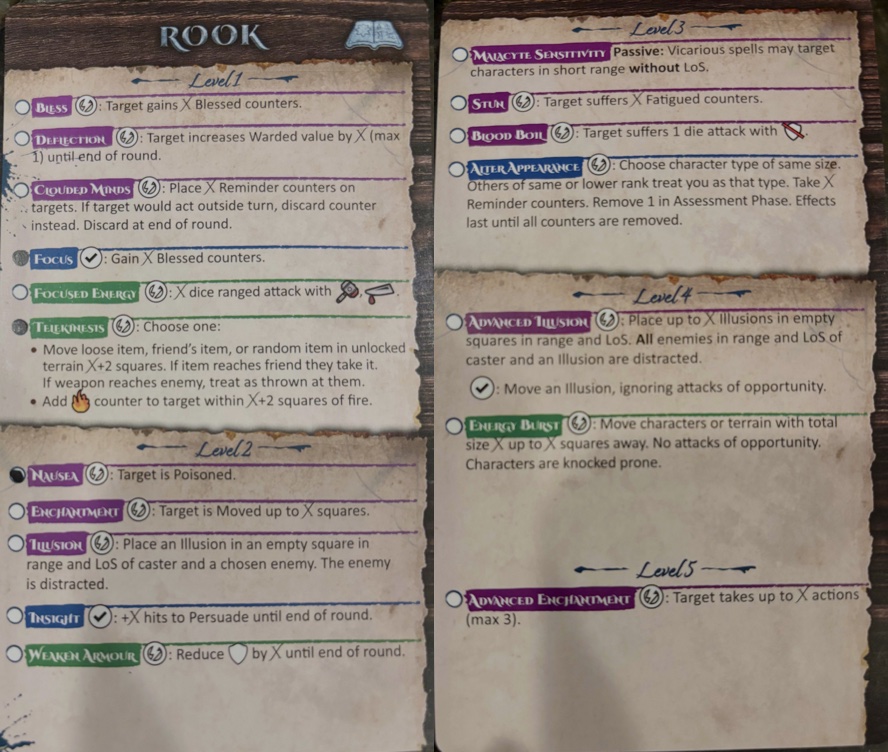 ROOK
Level 1
BLESS : Target gains X Blessed counters.
DEFLECTION : Target increases Warded value by X (max
1) until end of round.
CLOUDED MINDS : Place X Reminder counters on
targets. If target would act outside turn, discard counter
instead. Discard at end of round.
FOCUS : Gain X Blessed counters.
FOCUSED ENERGY : X dice ranged attack with , .
TELEKINESIS : Choose one:
• Move loose item, friend's item, or random item in unlocked
terrain X+2 squares. If item reaches friend they take it.
If weapon reaches enemy, treat as thrown at them.
• Add counter to target within X+2 squares of fire.
Level 2
NAUSEA : Target is Poisoned.
ENCHANTMENT : Target is Moved up to X squares.
ILLUSION : Place an Illusion in an empty square in
range and LoS of caster and a chosen enemy. The enemy
is distracted.
INSIGHT : +X hits to Persuade until end of round.
WEAKEN ARMOUR : Reduce by X until end of round.
Level 3
MALACYTE SENSITIVITY Passive: Vicarious spells may target
characters in short range without LoS.
STUN : Target suffers X Fatigued counters.
BLOOD BOIL : Target suffers 1 die attack with .
ALTER APPEARANCE : Choose character type of same size.
Others of same or lower rank treat you as that type. Take X
Reminder counters. Remove 1 in Assessment Phase. Effects
last until all counters are removed.
Level 4
ADVANCED ILLUSION : Place up to X Illusions in empty
squares in range and LoS. All enemies in range and LoS of
caster and an Illusion are distracted.
: Move an Illusion, ignoring attacks of opportunity.
ENERGY BURST : Move characters or terrain with total
size X up to X squares away. No attacks of opportunity.
Characters are knocked prone.
Level 5
ADVANCED ENCHANTMENT : Target takes up to X actions
(max 3).